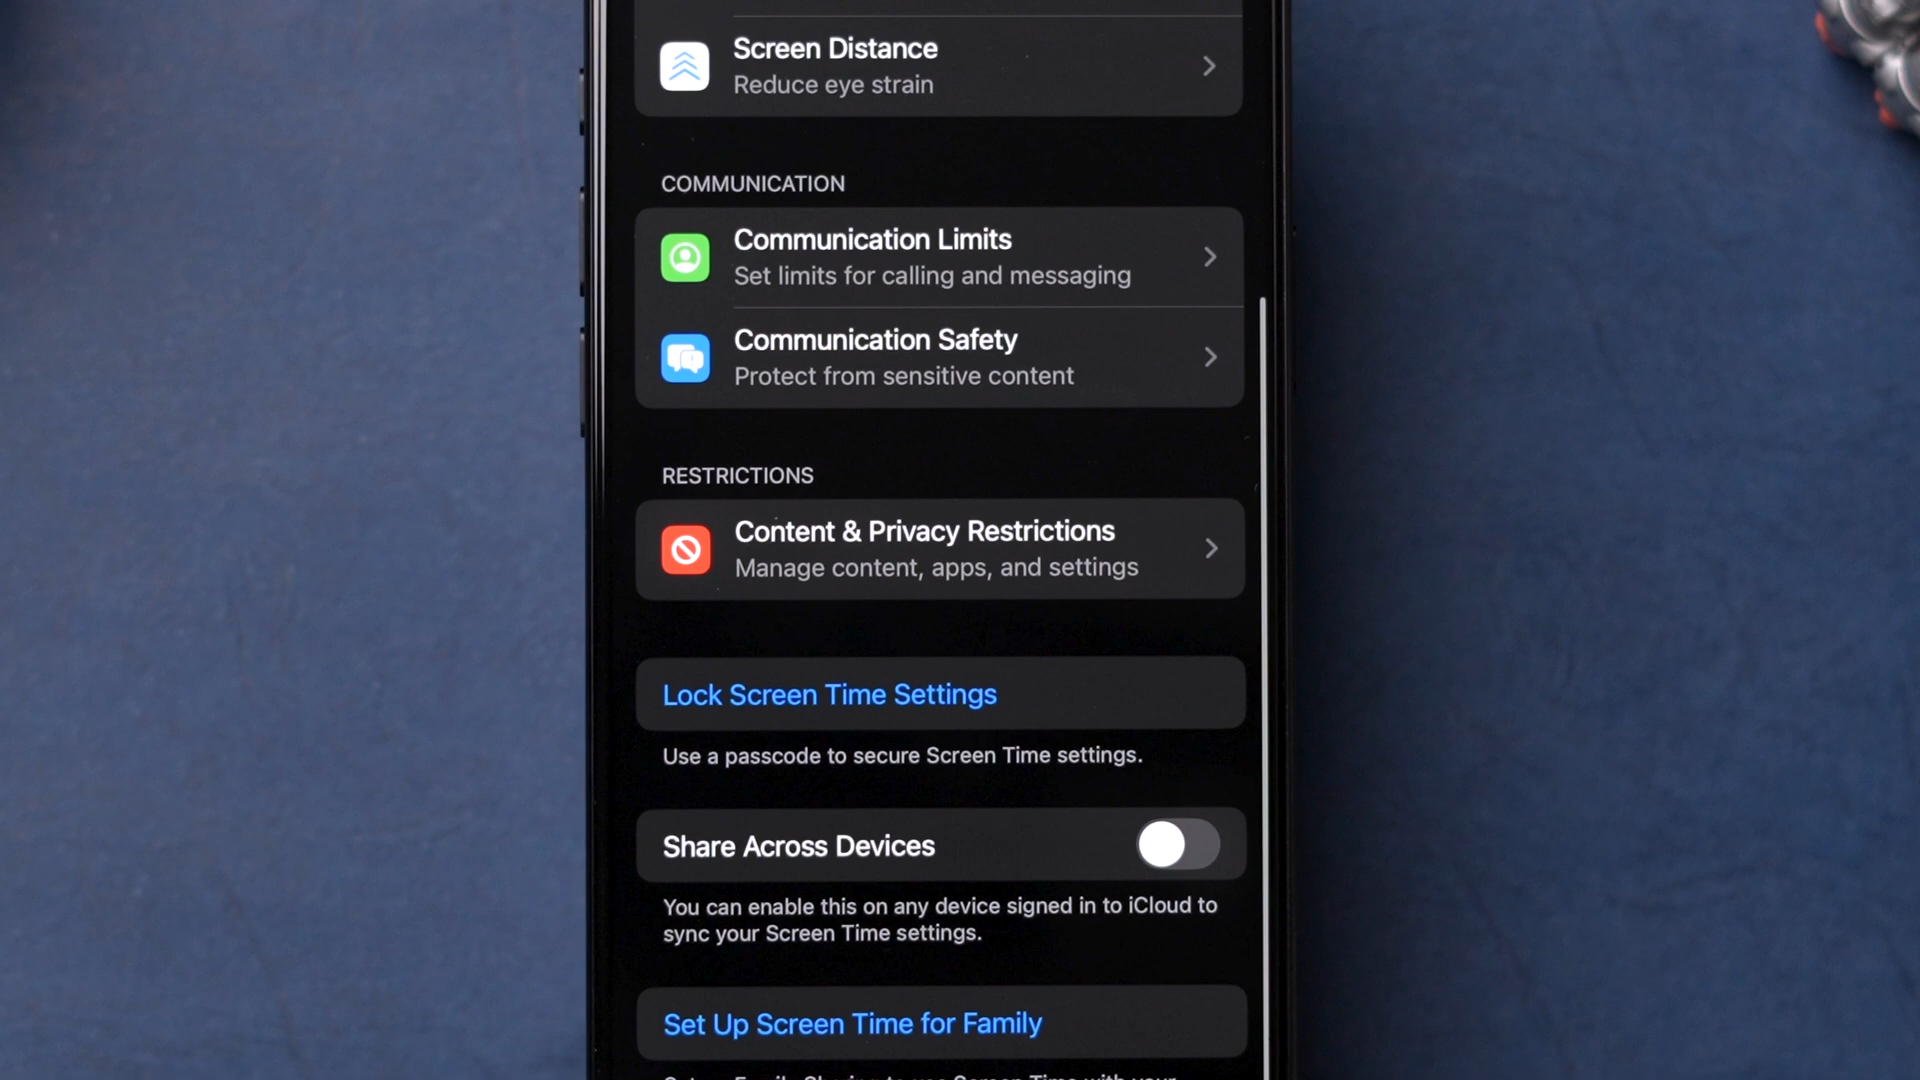 Screen Distance
Reduce eye strain
COMMUNICATION
Communication Limits
Set limits for calling and messaging
Communication Safety
Protect from sensitive content
RESTRICTIONS
Content & Privacy Restrictions
Manage content, apps, and settings
Lock Screen Time Settings
Use a passcode to secure Screen Time settings.
Share Across Devices
You can enable this on any device signed in to iCloud to
sync your Screen Time settings.
Set Up Screen Time for Family